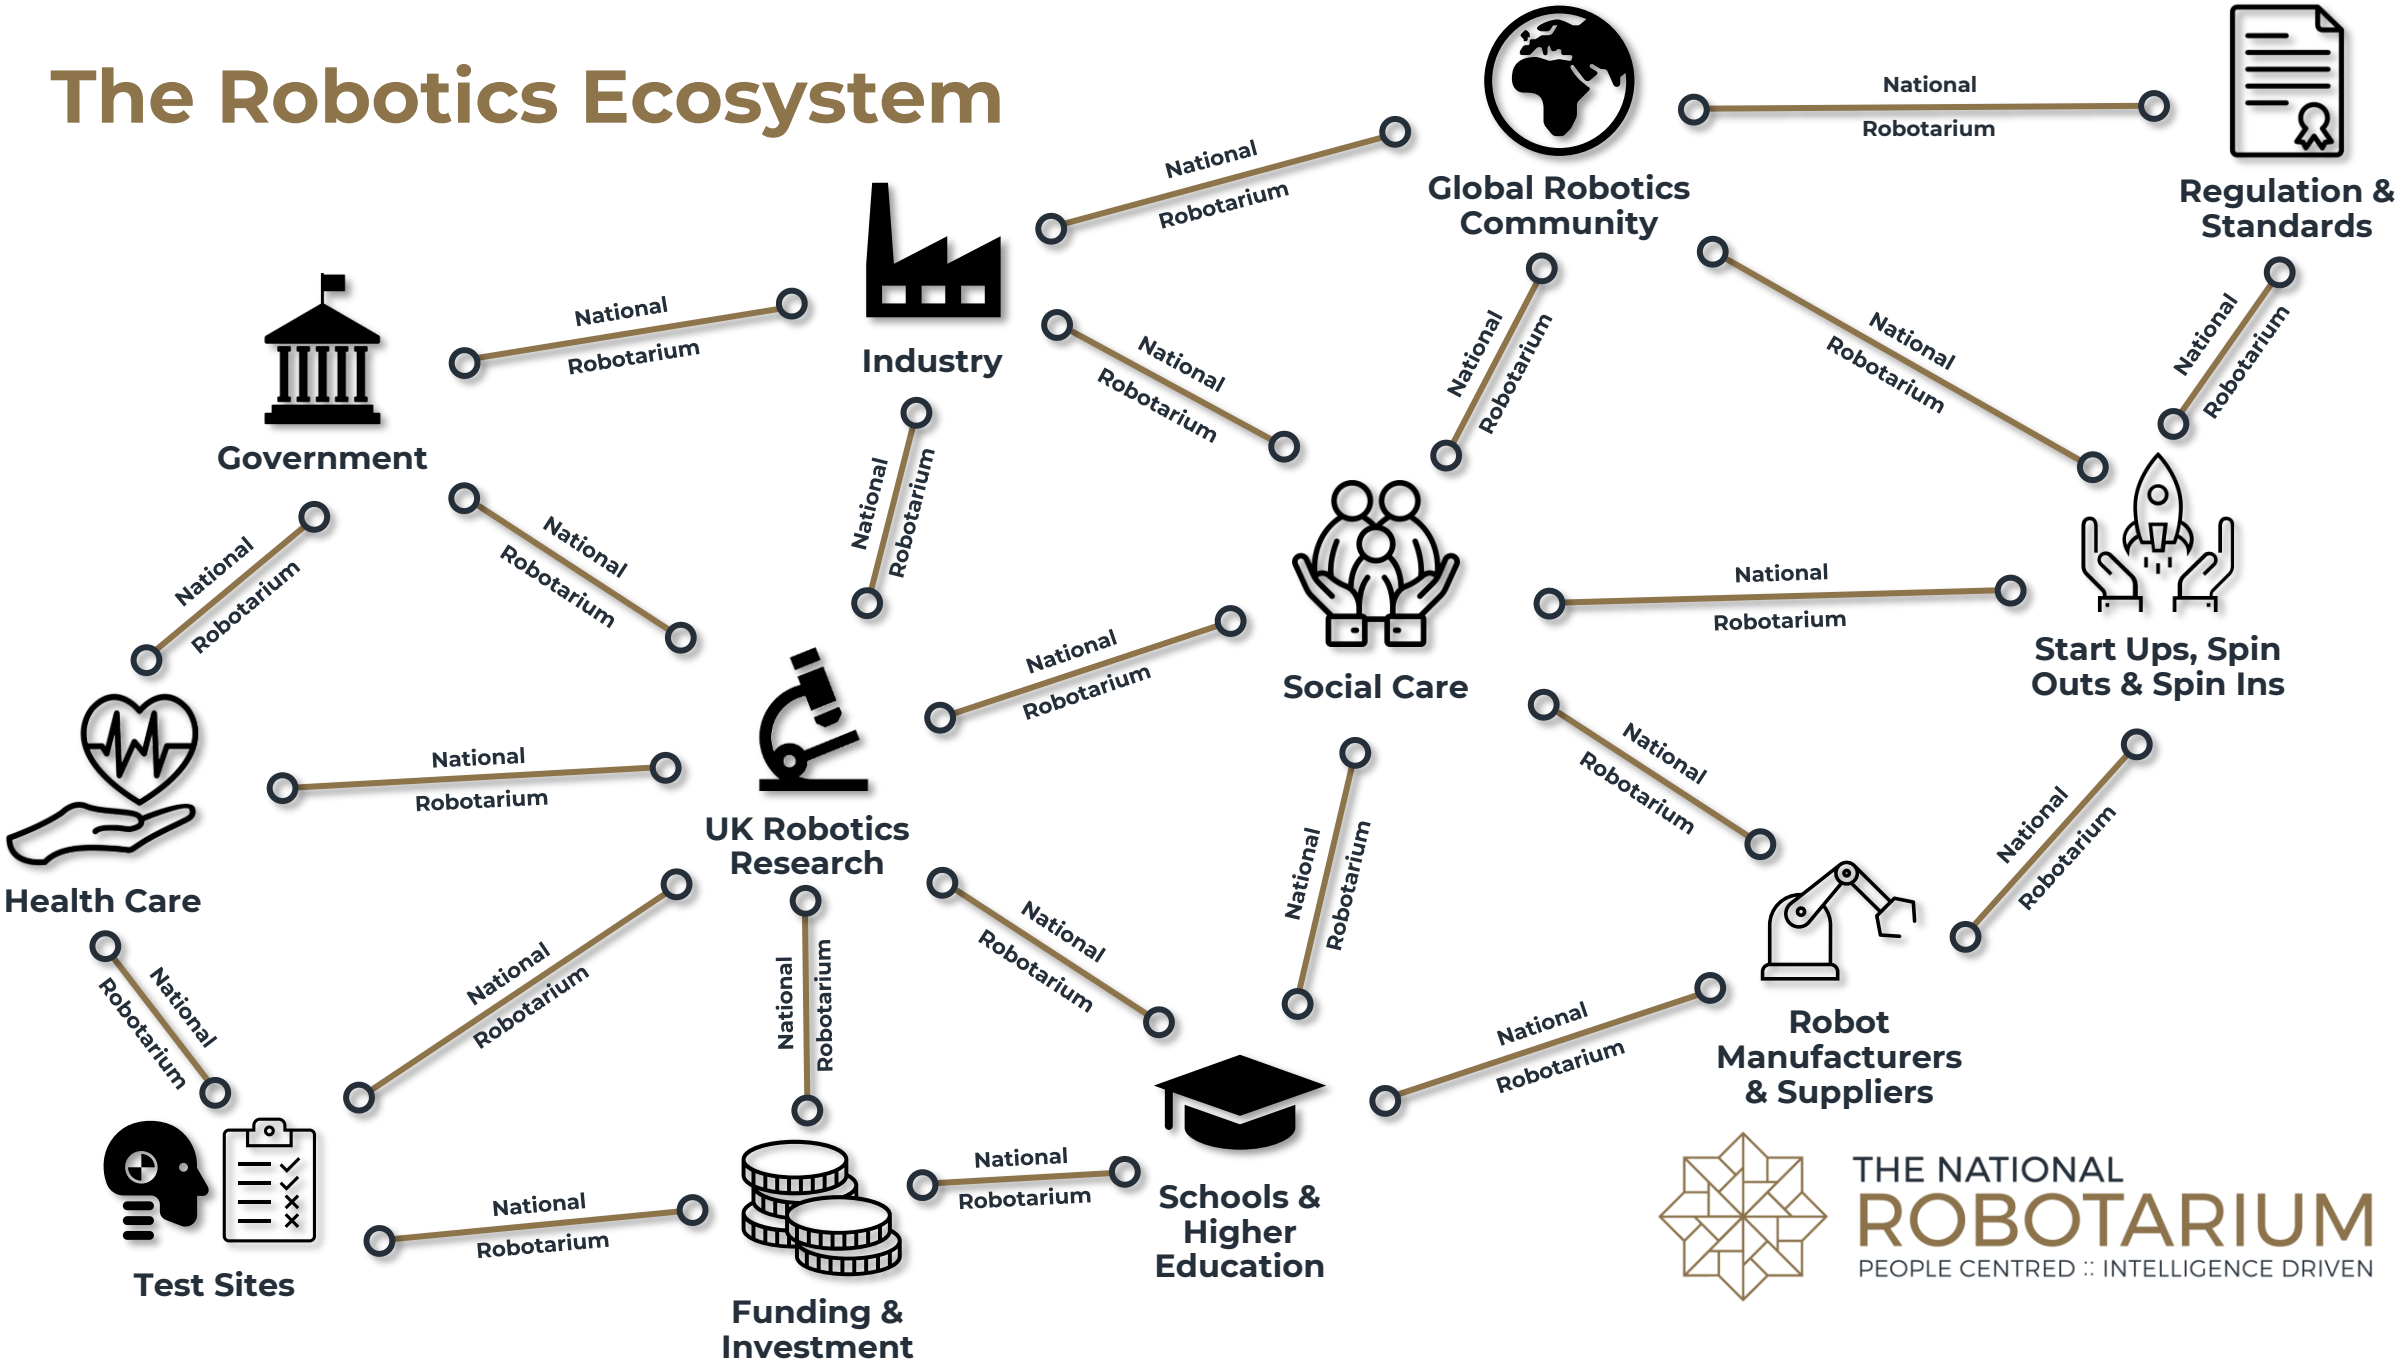 The Robotics Ecosystem
National
Robotarium
National
Robotarium
Global Robotics
Community
Regulation &
Standards
National
Robotarium
Industry
National
Robotarium
National
Robotarium
National
Robotarium
National
Robotarium
Government
National
Robotarium
National
Robotarium
National
Robotarium
National
Robotarium
National
Robotarium
Social Care
Start Ups, Spin
Outs & Spin Ins
National
Robotarium
UK Robotics
Research
National
Robotarium
National
Robotarium
Health Care
National
Robotarium
National
Robotarium
National
Robotarium
National
Robotarium
National
Robotarium
National
Robotarium
Robot
Manufacturers
& Suppliers
National
Robotarium
National
Robotarium
Schools &
Higher
Education
Test Sites
Funding &
Investment
THE NATIONAL
ROBOTARIUM
PEOPLE CENTRED :: INTELLIGENCE DRIVEN